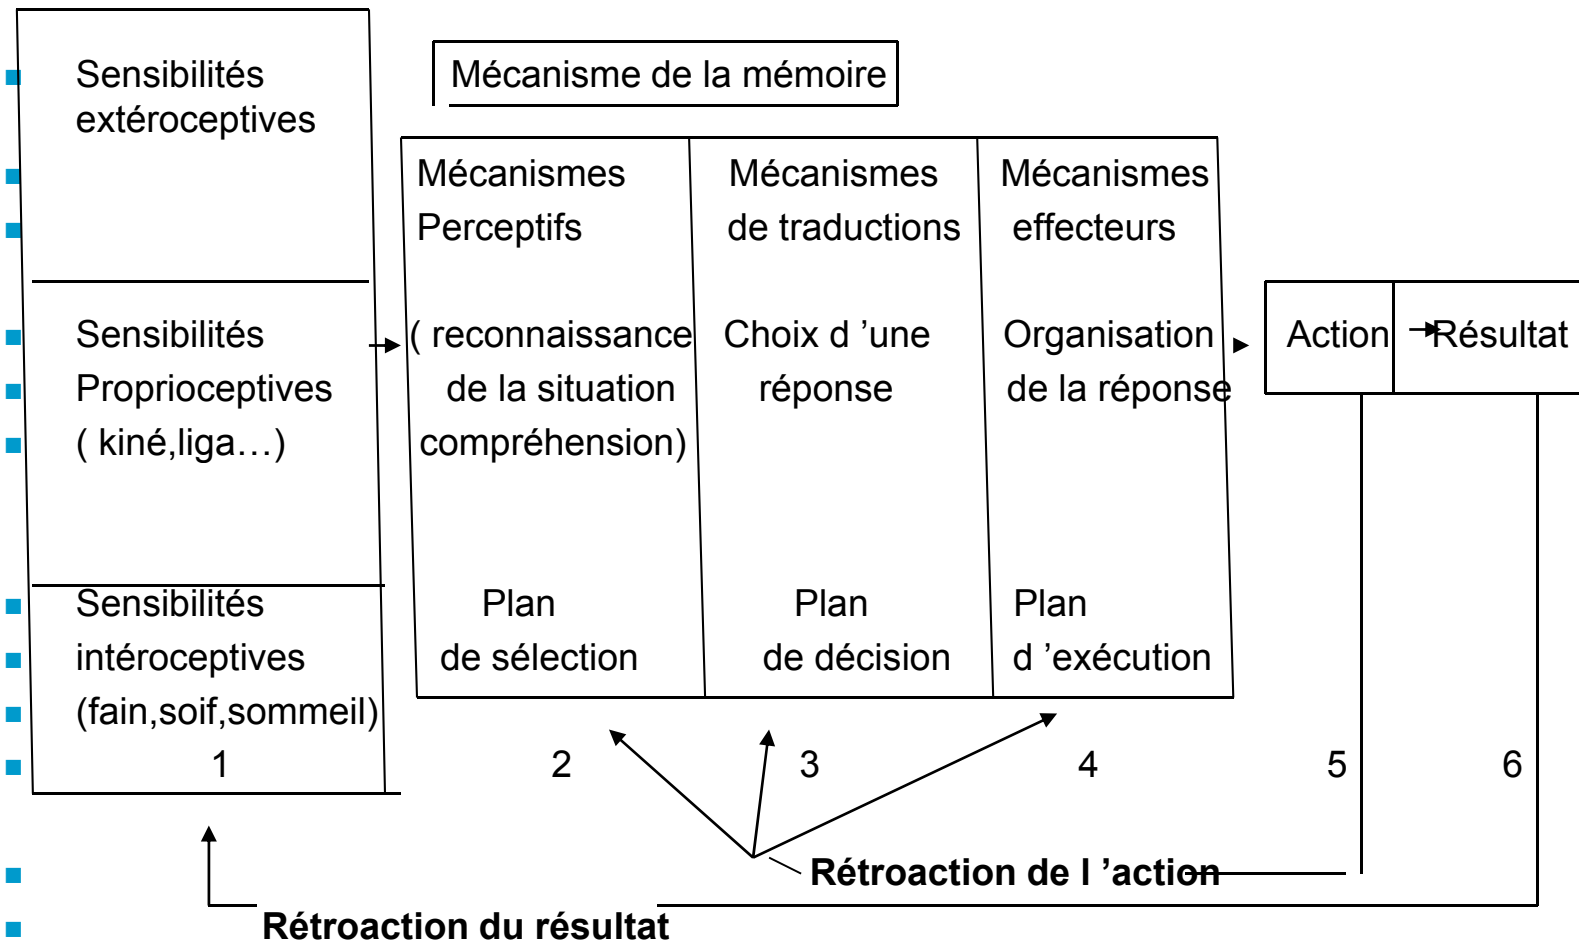 Sensibilités
extéroceptives
Mécanisme de la mémoire
Mécanismes
Perceptifs
Mécanismes
de traductions
Mécanismes
effecteurs
Sensibilités
Proprioceptives
( kiné,liga…)
( reconnaissance
de la situation
compréhension)
Choix d ’une
réponse
Organisation
de la réponse
Action
Résultat
Sensibilités
intéroceptives
(fain,soif,sommeil)
Plan
de sélection
Plan
de décision
Plan
d ’exécution
1
2
3
4
5
6
Rétroaction de l ’action
Rétroaction du résultat